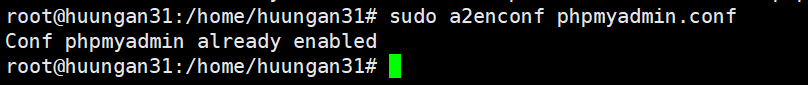 root@huungan31:/home/huungan31# sudo a2enconf phpmyadmin.conf
Conf phpmyadmin already enabled
root@huungan31:/home/huungan31#